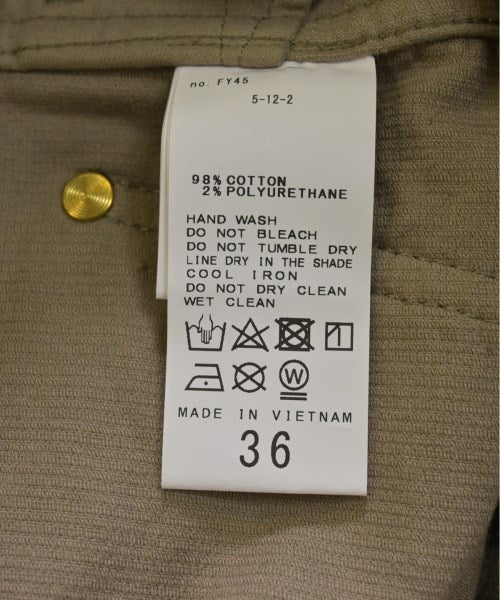 no. FY45
5-12-2
98% COTTON
2% POLYURETHANE
HAND WASH
DO NOT BLEACH
DO NOT TUMBLE DRY
LINE DRY IN THE SHADE
COOL IRON
DO NOT DRY CLEAN
WET CLEAN
W
MADE IN VIETNAM
36